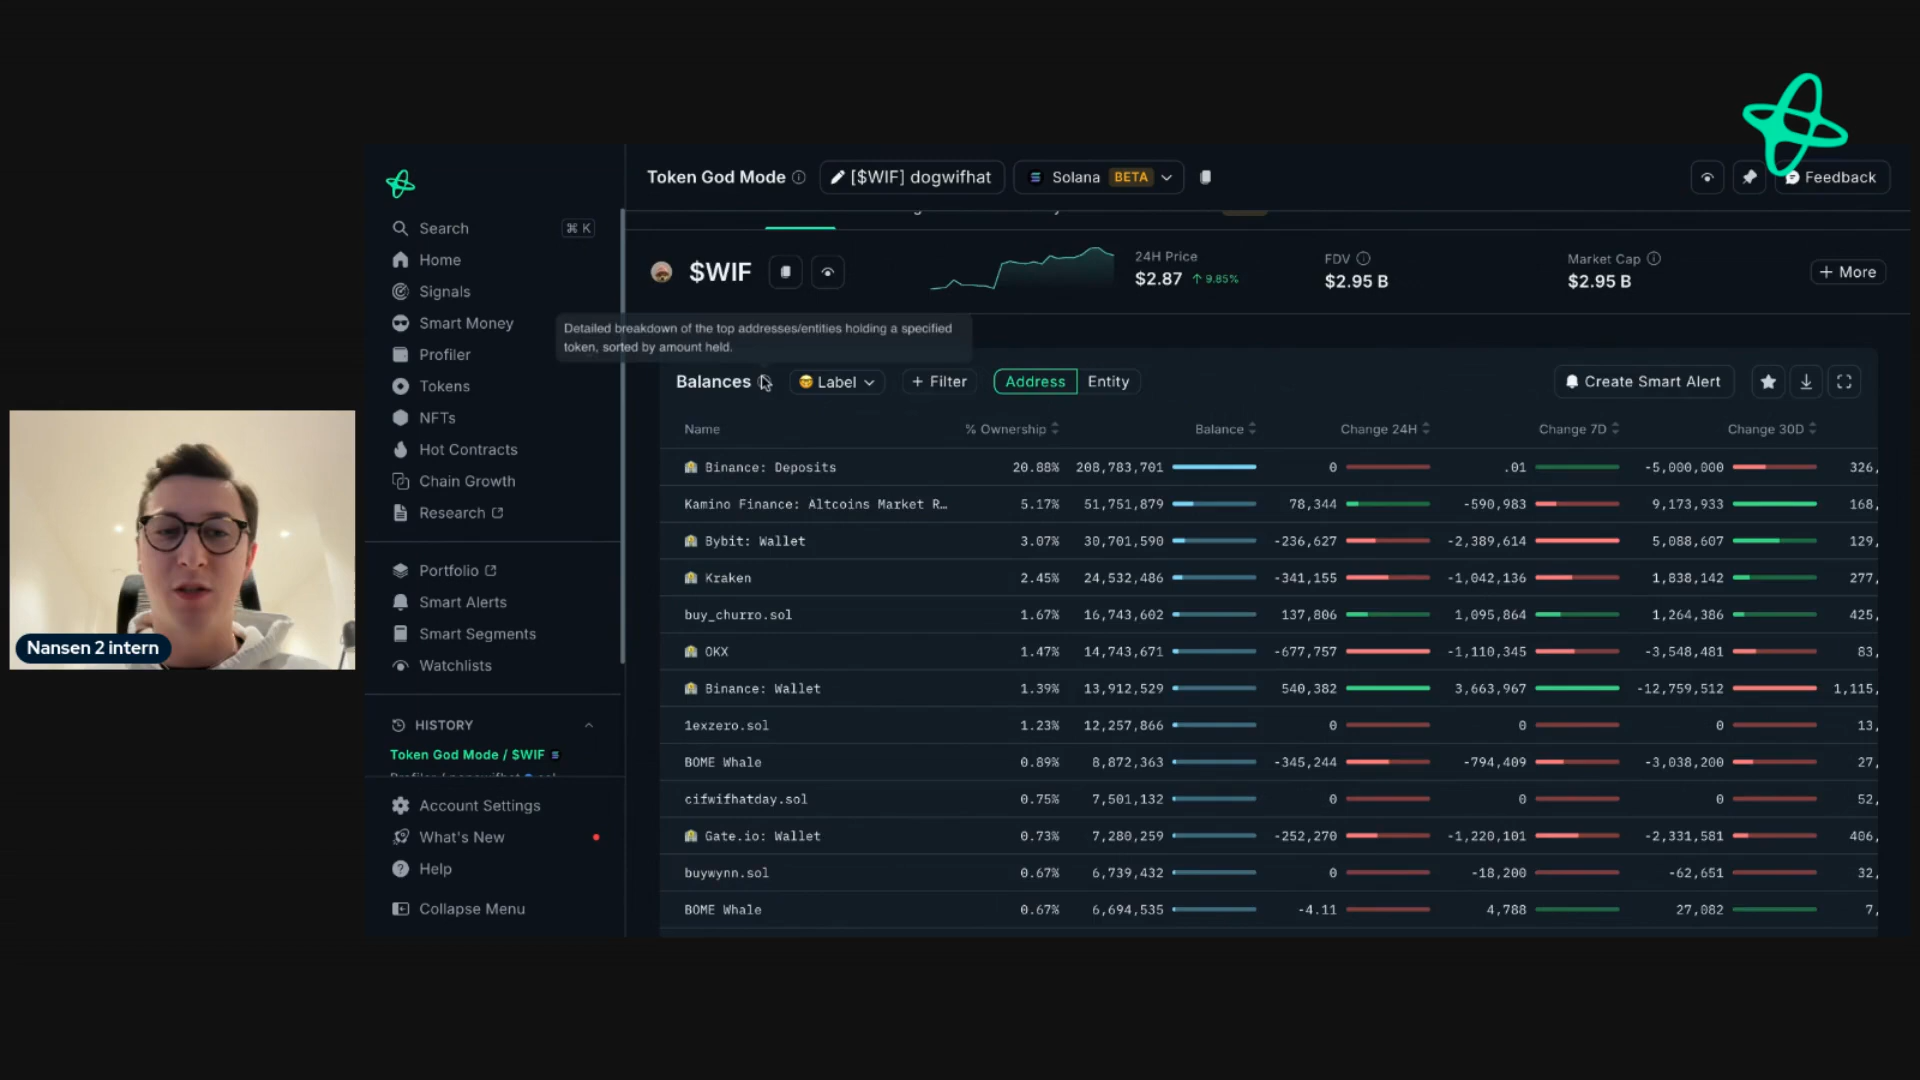 Token God Mode [$WIF] dogwifhat Solana BETA Feedback
Search ⌘ K
Home
Signals
Smart Money
Profiler
Tokens
NFTs
Hot Contracts
Chain Growth
Research
Portfolio
Smart Alerts
Smart Segments
Watchlists
HISTORY
Token God Mode / $WIF
Account Settings
What's New
Help
Collapse Menu
Nansen 2 intern
$WIF
24H Price
$2.87 ↑ 9.85%
FDV
$2.95 B
Market Cap
$2.95 B
+ More
Detailed breakdown of the top addresses/entities holding a specified
token, sorted by amount held.
Balances Label + Filter Address Entity Create Smart Alert
Name % Ownership Balance Change 24H Change 7D Change 30D
Binance: Deposits 20.88% 208,783,701 0 .01 -5,000,000 326,
Kamino Finance: Altcoins Market R… 5.17% 51,751,879 78,344 -590,983 9,173,933 168,
Bybit: Wallet 3.07% 30,701,590 -236,627 -2,389,614 5,088,607 129,
Kraken 2.45% 24,532,486 -341,155 -1,042,136 1,838,142 277,
buy_churro.sol 1.67% 16,743,602 137,806 1,095,864 1,264,386 425,
OKX 1.47% 14,743,671 -677,757 -1,110,345 -3,548,481 83,
Binance: Wallet 1.39% 13,912,529 540,382 3,663,967 -12,759,512 1,115,
1exzero.sol 1.23% 12,257,866 0 0 0 13,
BOME Whale 0.89% 8,872,363 -345,244 -794,409 -3,038,200 27,
cifwifhatday.sol 0.75% 7,501,132 0 0 0 52,
Gate.io: Wallet 0.73% 7,280,259 -252,270 -1,220,101 -2,331,581 406,
buywynn.sol 0.67% 6,739,432 0 -18,200 -62,651 32,
BOME Whale 0.67% 6,694,535 -4.11 4,788 27,082 7,